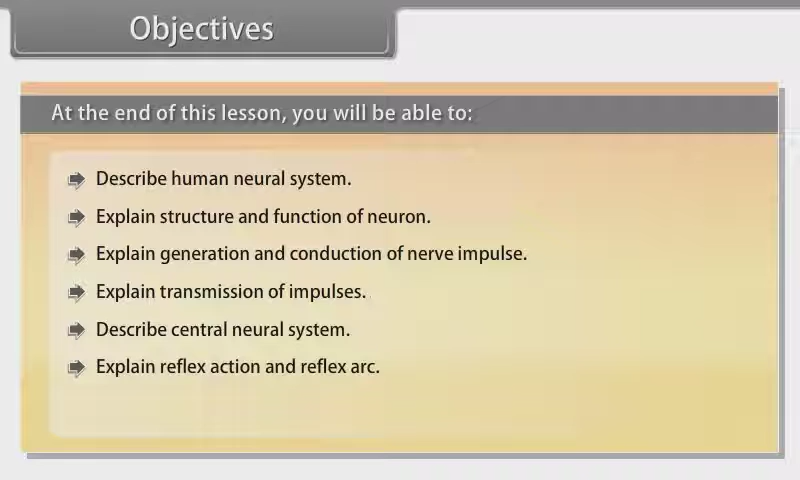 Objectives
At the end of this lesson, you will be able to:
Describe human neural system.
Explain structure and function of neuron.
Explain generation and conduction of nerve impulse.
Explain transmission of impulses.
Describe central neural system.
Explain reflex action and reflex arc.